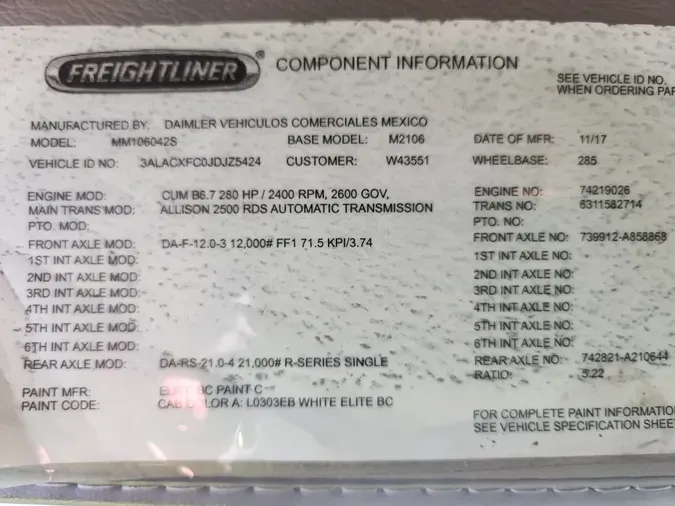 FREIGHTLINER® COMPONENT INFORMATION
SEE VEHICLE ID NO.
WHEN ORDERING
MANUFACTURED BY: DAIMLER VEHICULOS COMERCIALES MEXICO
MODEL: MM106042S BASE MODEL: M2106 DATE OF MFR: 11/17
VEHICLE ID NO: 3ALACXFC0JDJZ5424 CUSTOMER: W43551 WHEELBASE: 285
ENGINE MOD: CUM B6.7 280 HP / 2400 RPM, 2600 GOV, ENGINE NO: 74219026
MAIN TRANS MOD: ALLISON 2500 RDS AUTOMATIC TRANSMISSION TRANS NO: 6311582714
PTO. MOD: PTO. NO:
FRONT AXLE MOD: DA-F-12.0-3 12,000# FF1 71.5 KPI/3.74 FRONT AXLE NO: 739912-A858868
1ST INT AXLE MOD: 1ST INT AXLE NO:
2ND INT AXLE MOD: 2ND INT AXLE NO:
3RD INT AXLE MOD: 3RD INT AXLE NO:
4TH INT AXLE MOD: 4TH INT AXLE NO:
5TH INT AXLE MOD: 5TH INT AXLE NO:
6TH INT AXLE MOD: 6TH INT AXLE NO:
REAR AXLE MOD: DA-RS-21.0-4 21,000# R-SERIES SINGLE REAR AXLE NO: 742821-A210644
RATIO: 5.22
PAINT MFR: ELITE BC PAINT C
PAINT CODE: CAB COLOR A: L0303EB WHITE ELITE BC
FOR COMPLETE PAINT INFORMATIO
SEE VEHICLE SPECIFICATION SHEE